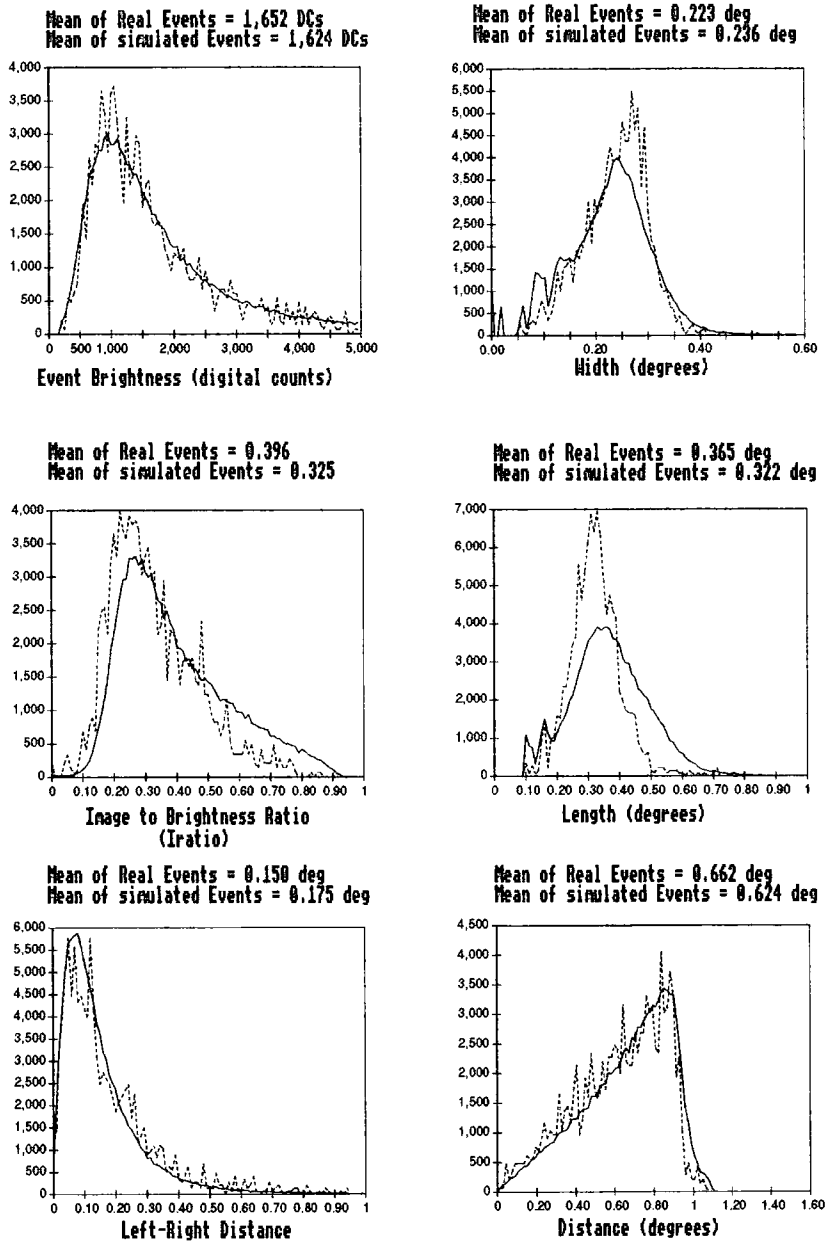 Mean of Real Events = 1,652 DCs
Mean of simulated Events = 1,624 DCs
4,000
3,500
3,000
2,500
2,000
1,500
1,000
500
0
0 1,000 2,000 3,000 4,000 5,000
Event Brightness (digital counts)
Mean of Real Events = 0.223 deg
Mean of simulated Events = 0.236 deg
6,000
5,500
5,000
4,500
4,000
3,500
3,000
2,500
2,000
1,500
1,000
500
0
0.00 0.20 0.40 0.60
Width (degrees)
Mean of Real Events = 0.396
Mean of simulated Events = 0.325
4,000
3,500
3,000
2,500
2,000
1,500
1,000
500
0
0 0.10 0.20 0.30 0.40 0.50 0.60 0.70 0.80 0.90 1
Image to Brightness Ratio
(Iratio)
Mean of Real Events = 0.365 deg
Mean of simulated Events = 0.322 deg
7,000
6,000
5,000
4,000
3,000
2,000
1,000
0
0 0.10 0.20 0.30 0.40 0.50 0.60 0.70 0.80 0.90 1
Length (degrees)
Mean of Real Events = 0.150 deg
Mean of simulated Events = 0.175 deg
6,000
5,500
5,000
4,500
4,000
3,500
3,000
2,500
2,000
1,500
1,000
500
0
0 0.10 0.20 0.30 0.40 0.50 0.60 0.70 0.80 0.90 1
Left-Right Distance
Mean of Real Events = 0.662 deg
Mean of simulated Events = 0.624 deg
4,500
4,000
3,500
3,000
2,500
2,000
1,500
1,000
500
0
0 0.20 0.40 0.60 0.80 1 1.20 1.40 1.60
Distance (degrees)